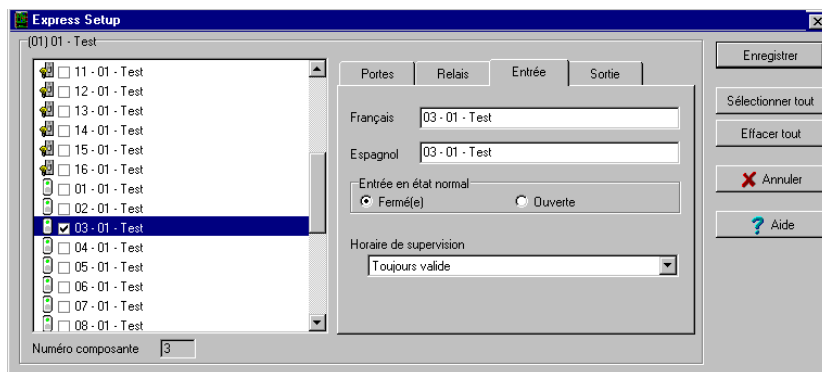 Express Setup
(01) 01 - Test
11 - 01 - Test
12 - 01 - Test
13 - 01 - Test
14 - 01 - Test
15 - 01 - Test
16 - 01 - Test
01 - 01 - Test
02 - 01 - Test
03 - 01 - Test
04 - 01 - Test
05 - 01 - Test
06 - 01 - Test
07 - 01 - Test
08 - 01 - Test
Numéro composante 3
Portes Relais Entrée Sortie
Français 03 - 01 - Test
Espagnol 03 - 01 - Test
Entrée en état normal
Fermé(e) Ouverte
Horaire de supervision
Toujours valide
Enregistrer
Sélectionner tout
Effacer tout
Annuler
? Aide